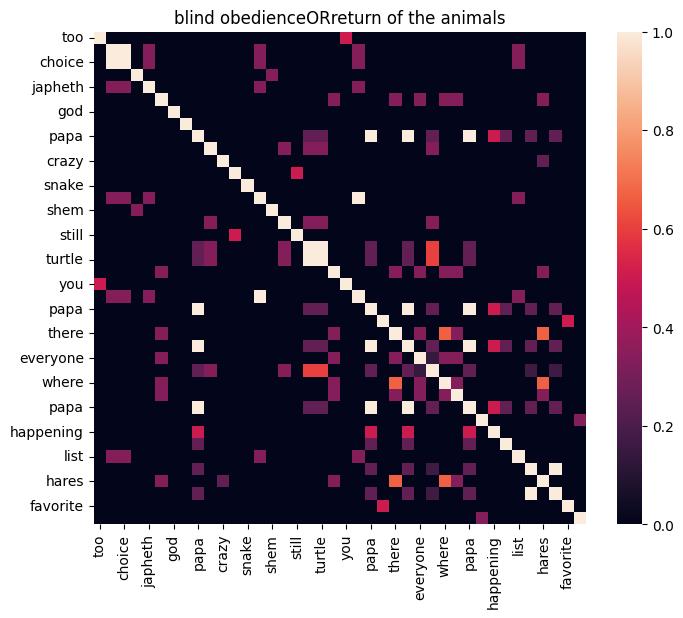 blind obedienceORreturn of the animals
too
choice
japheth
god
papa
crazy
snake
shem
still
turtle
you
papa
there
everyone
where
papa
happening
list
hares
favorite
1.0
0.8
0.6
0.4
0.2
0.0
too
choice
japheth
god
papa
crazy
snake
shem
still
turtle
you
papa
there
everyone
where
papa
happening
list
hares
favorite